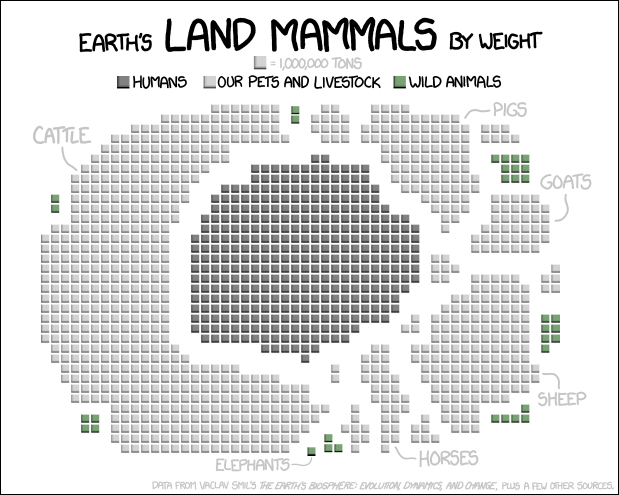 EARTH'S LAND MAMMALS BY WEIGHT
= 1,000,000 TONS
HUMANS OUR PETS AND LIVESTOCK WILD ANIMALS
PIGS
CATTLE
GOATS
SHEEP
HORSES
ELEPHANTS
DATA FROM VACLAV SMIL'S THE EARTH'S BIOSPHERE: EVOLUTION, DYNAMICS, AND CHANGE, PLUS A FEW OTHER SOURCES.